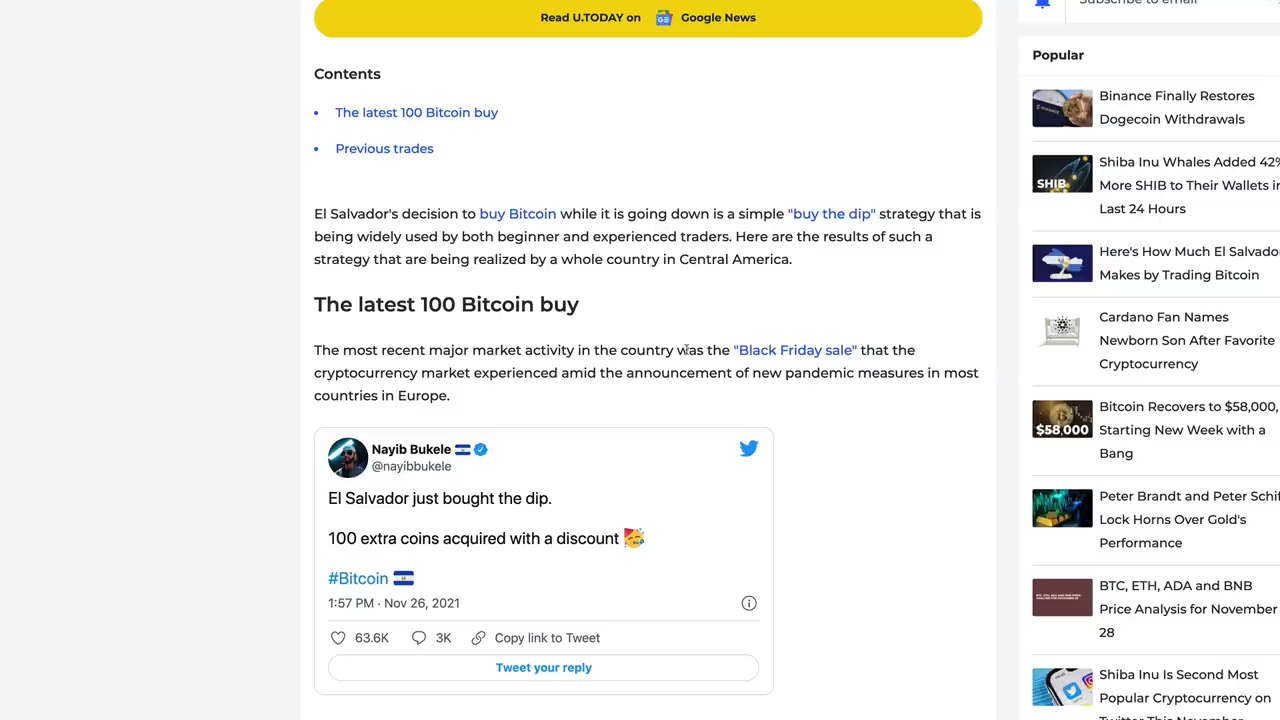 Read U.TODAY on Google News
Subscribe to email
Contents
• The latest 100 Bitcoin buy
• Previous trades
El Salvador's decision to buy Bitcoin while it is going down is a simple "buy the dip" strategy that is
being widely used by both beginner and experienced traders. Here are the results of such a
strategy that are being realized by a whole country in Central America.
The latest 100 Bitcoin buy
The most recent major market activity in the country was the "Black Friday sale" that the
cryptocurrency market experienced amid the announcement of new pandemic measures in most
countries in Europe.
Nayib Bukele
@nayibbukele
El Salvador just bought the dip.
100 extra coins acquired with a discount 🥳
#Bitcoin 🇸🇻
1:57 PM · Nov 26, 2021
63.6K 3K Copy link to Tweet
Tweet your reply
Popular
Binance Finally Restores
Dogecoin Withdrawals
SHIB
Shiba Inu Whales Added 42%
More SHIB to Their Wallets in
Last 24 Hours
Here's How Much El Salvador
Makes by Trading Bitcoin
Cardano Fan Names
Newborn Son After Favorite
Cryptocurrency
$58,000
Bitcoin Recovers to $58,000,
Starting New Week with a
Bang
Peter Brandt and Peter Schif
Lock Horns Over Gold's
Performance
BTC, ETH, ADA and BNB
Price Analysis for November
28
Shiba Inu Is Second Most
Popular Cryptocurrency on
Twitter This November